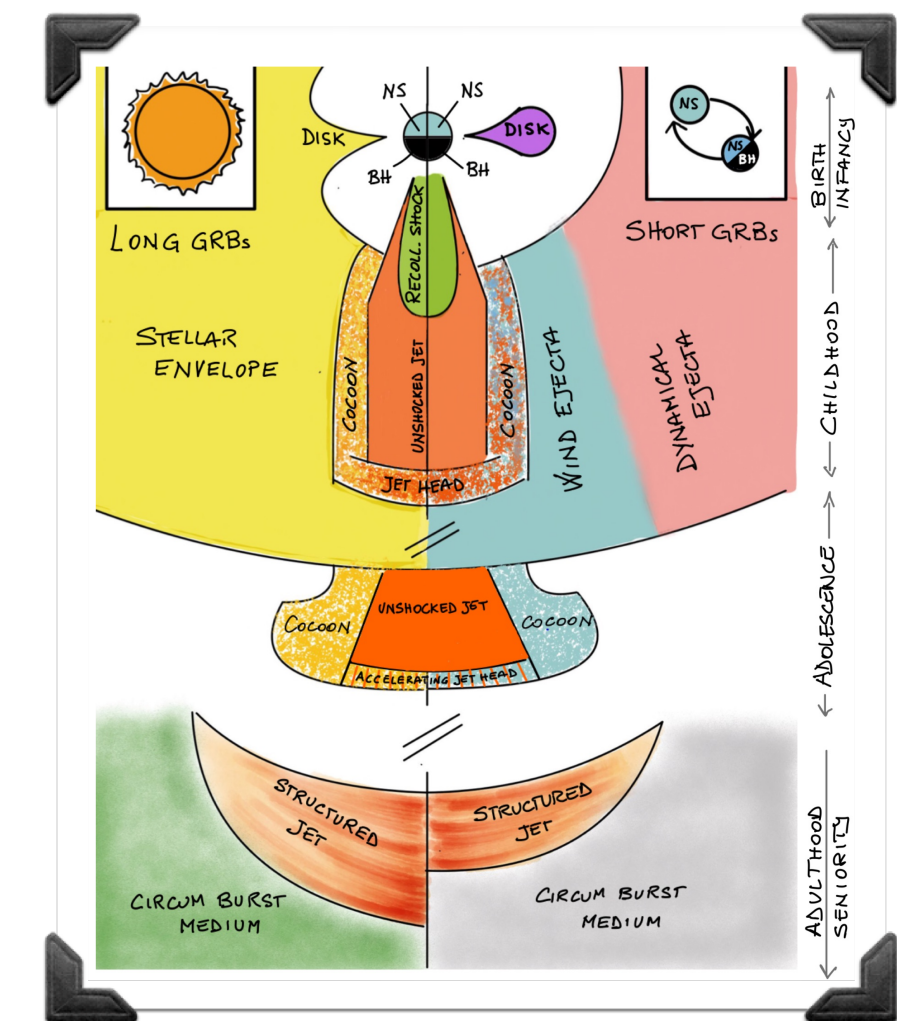 NS
NS
DISK
DISK
BH
BH
NS
NS
BH
LONG GRBs
SHORT GRBs
RECOLL. SHOCK
STELLAR
ENVELOPE
COCOON
UNSHOCKED JET
COCOON
WIND EJECTA
DYNAMICAL
EJECTA
JET HEAD
COCOON
UNSHOCKED JET
COCOON
ACCELERATING JET HEAD
STRUCTURED
JET
STRUCTURED
JET
CIRCUM BURST
MEDIUM
CIRCUM BURST
MEDIUM
BIRTH
INFANCY
CHILDHOOD
ADOLESCENCE
ADULTHOOD
SENIORITY